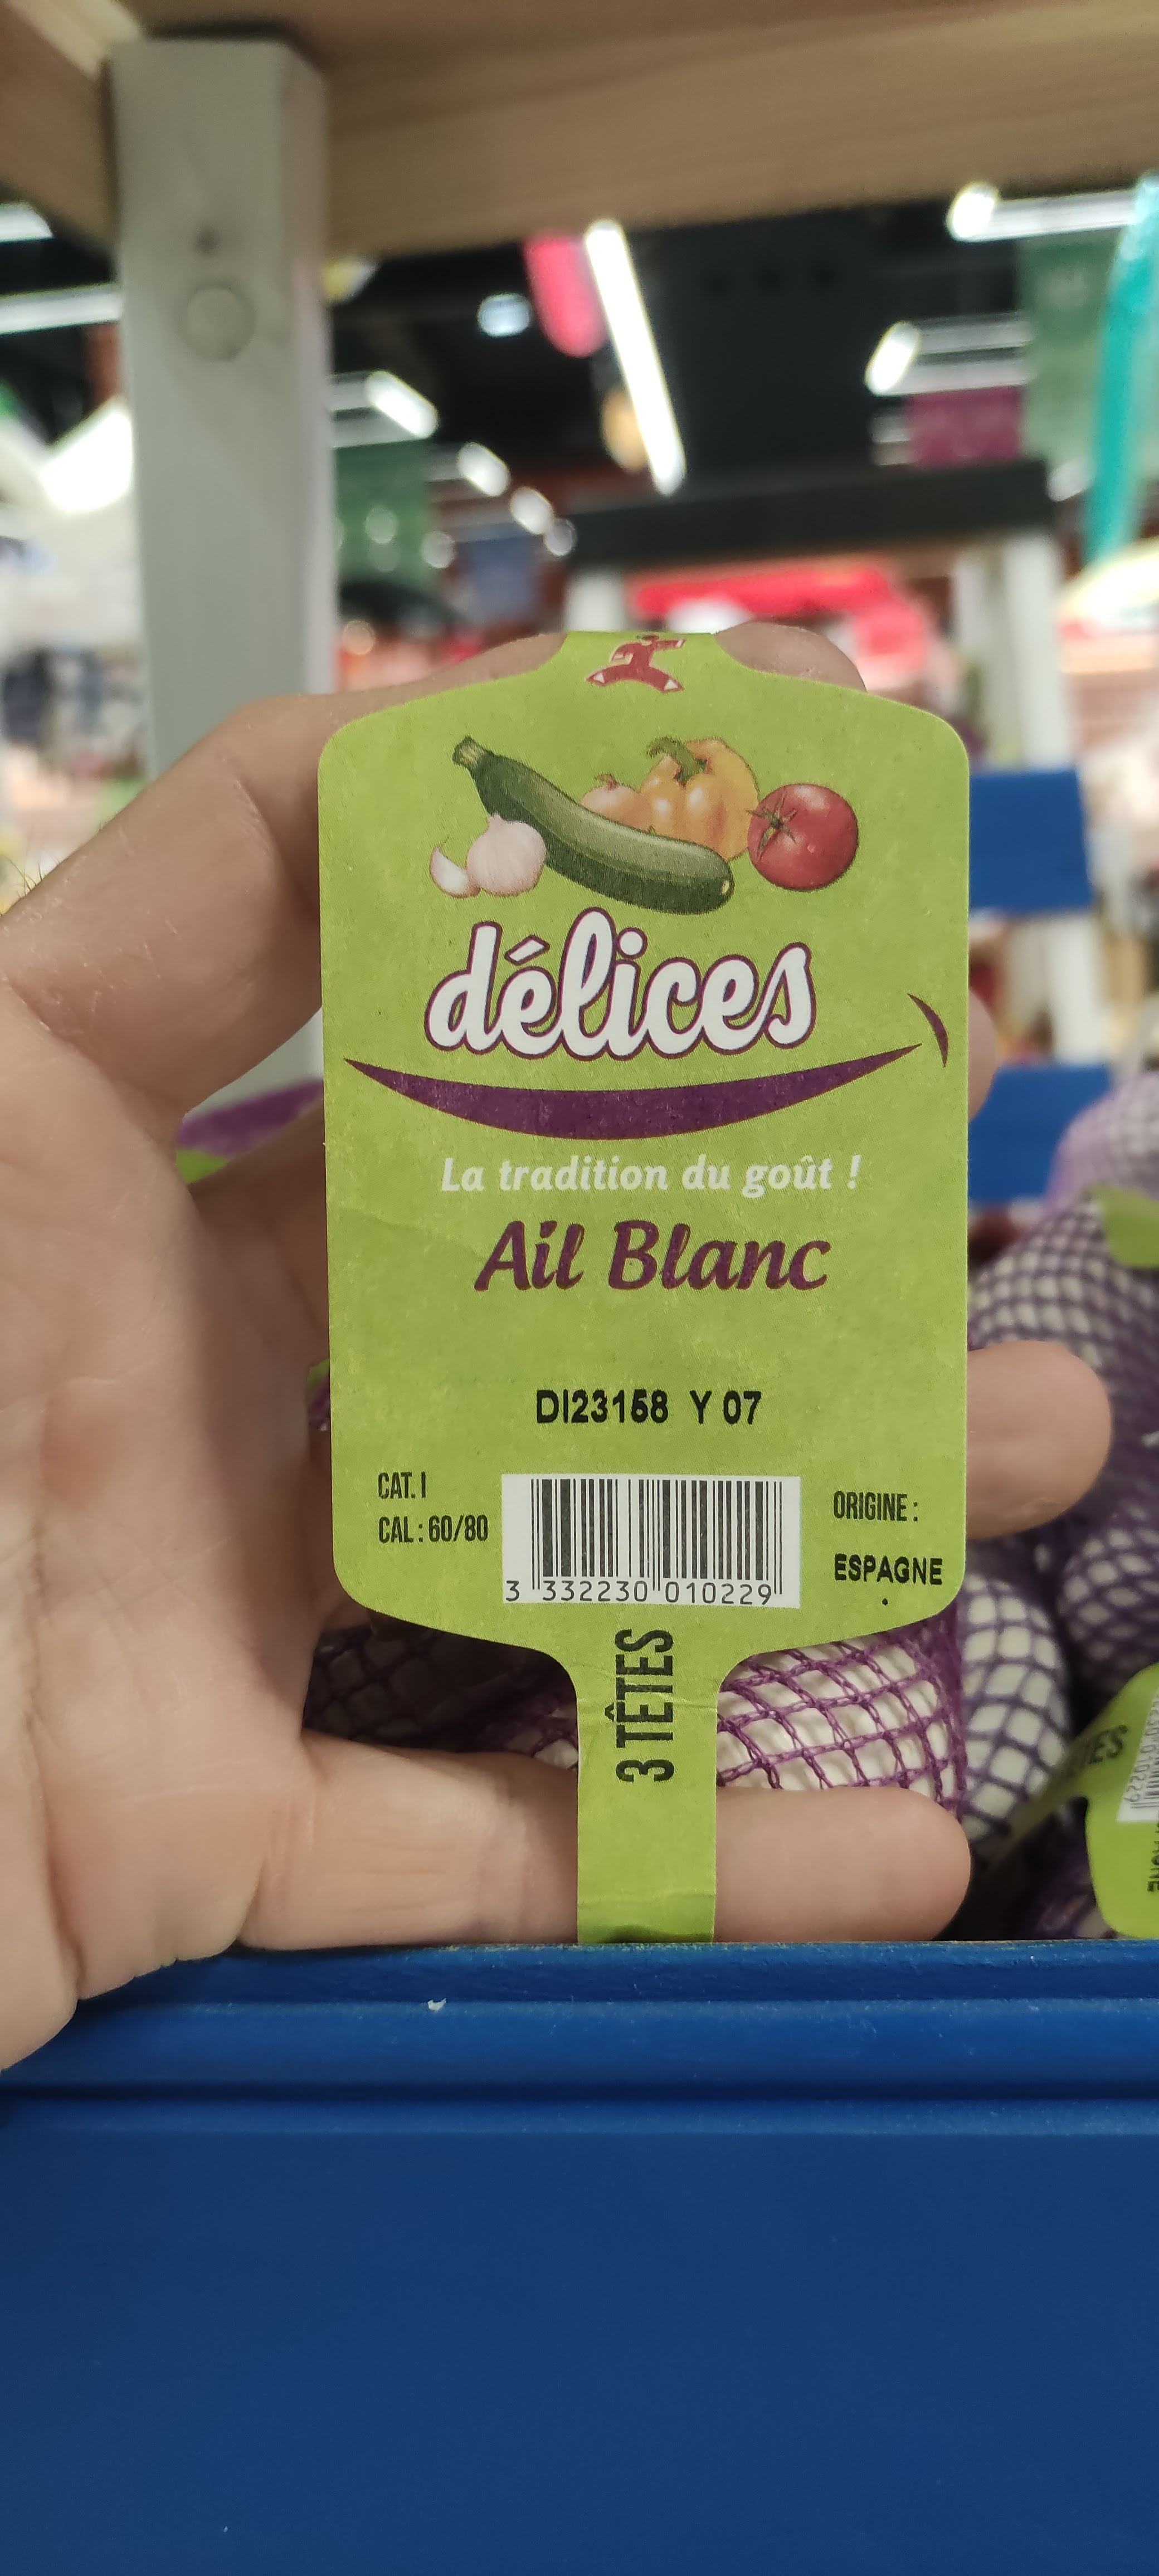 délices
La tradition du goût !
Ail Blanc
DI23158 Y 07
CAT. I
CAL : 60/80
3 332230 010229
ORIGINE :
ESPAGNE
3 TÊTES